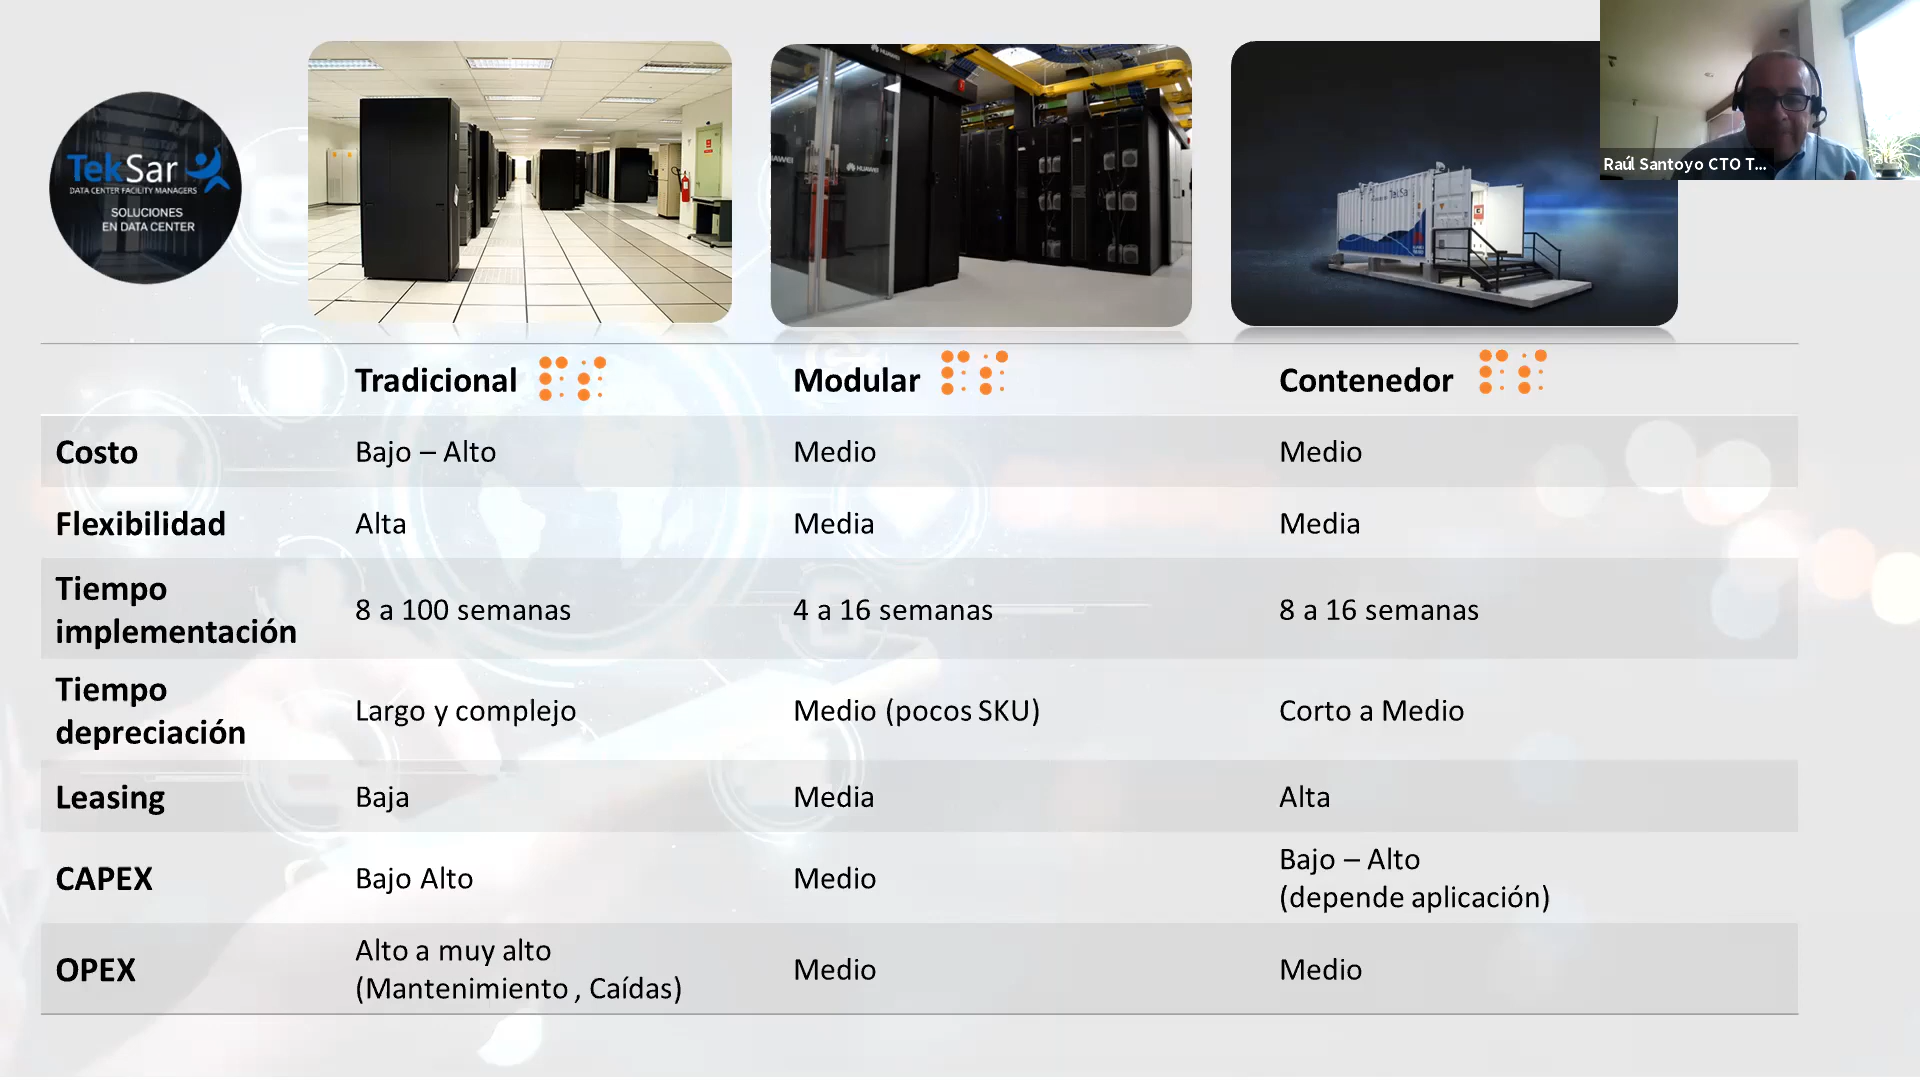 TekSar
DATA CENTER FACILITY MANAGERS
SOLUCIONES
EN DATA CENTER
HUAWEI
HUAWEI
TekSa
Raúl Santoyo CTO T...
Tradicional Modular Contenedor
Costo Bajo – Alto Medio Medio
Flexibilidad Alta Media Media
Tiempo
implementación 8 a 100 semanas 4 a 16 semanas 8 a 16 semanas
Tiempo
depreciación Largo y complejo Medio (pocos SKU) Corto a Medio
Leasing Baja Media Alta
CAPEX Bajo Alto Medio Bajo – Alto
(depende aplicación)
OPEX Alto a muy alto
(Mantenimiento , Caídas) Medio Medio